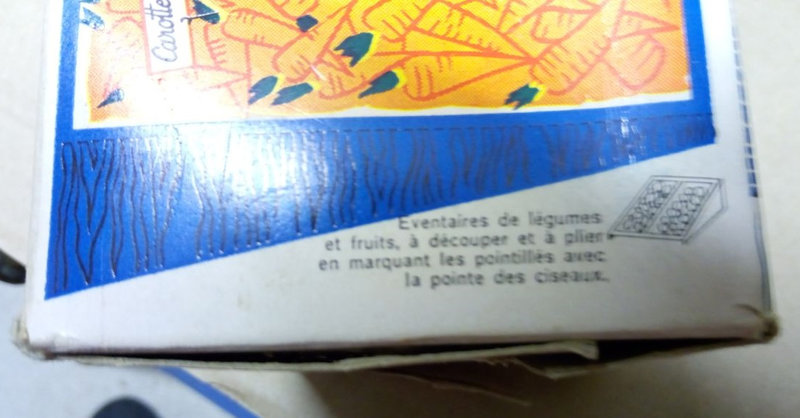 Carotte
Eventaires de légumes
et fruits, à découper et à plier
en marquant les pointillés avec
la pointe des ciseaux.